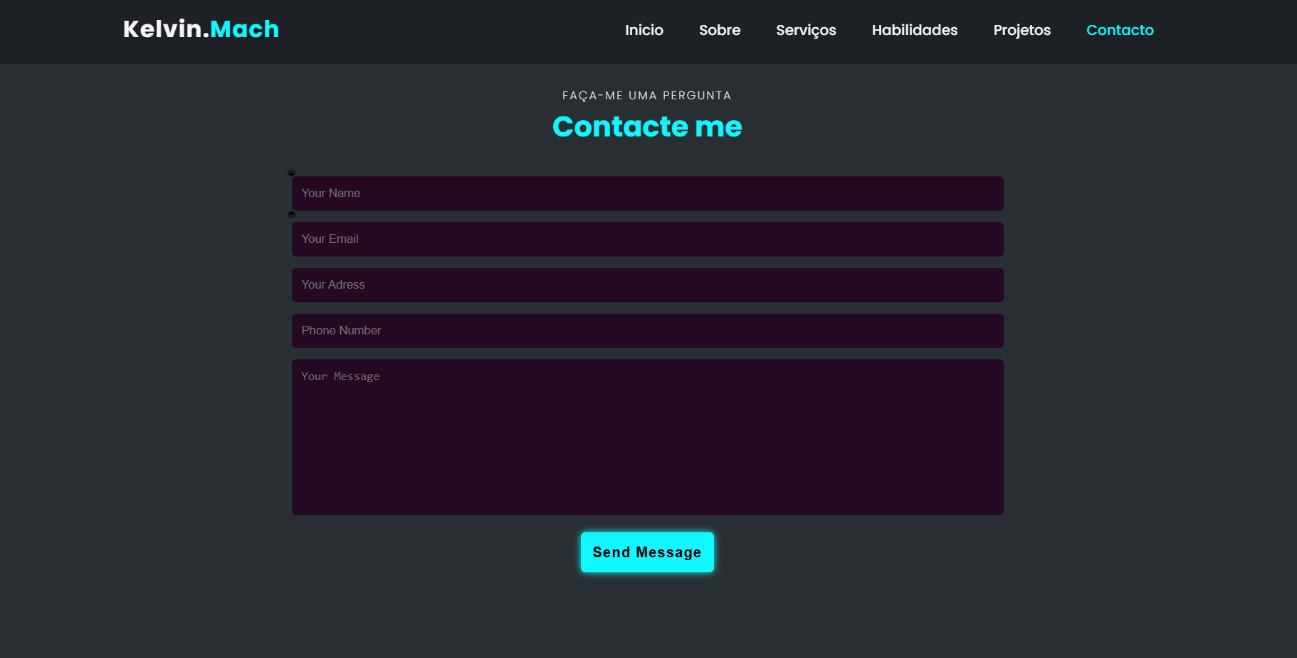 Kelvin.Mach
Inicio Sobre Serviços Habilidades Projetos Contacto
FAÇA-ME UMA PERGUNTA
Contacte me
Your Name
Your Email
Your Adress
Phone Number
Your Message
Send Message